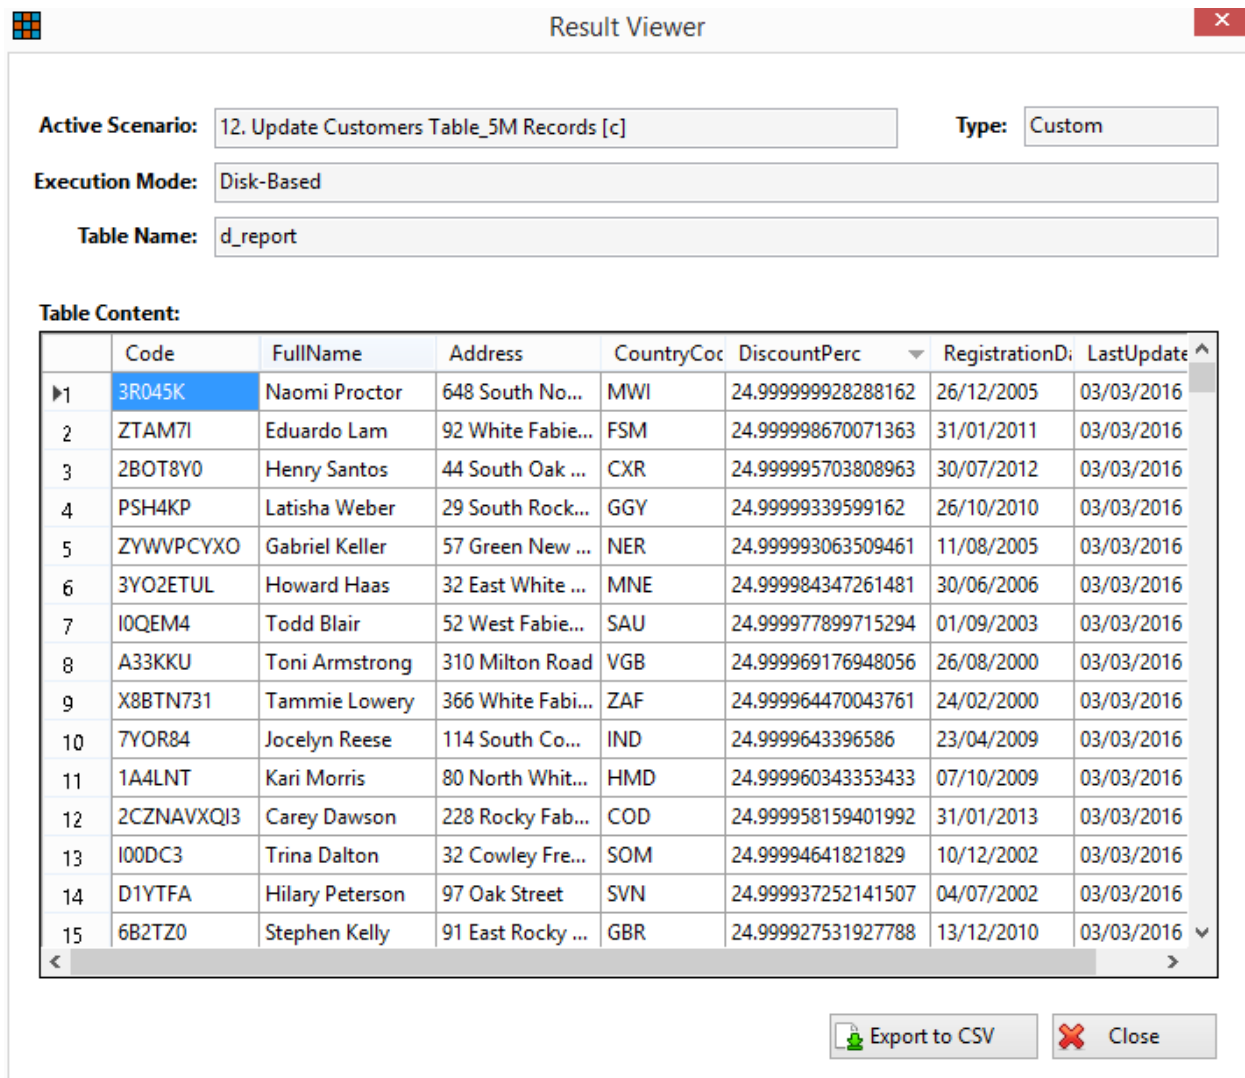 Result Viewer
Active Scenario: 12. Update Customers Table_5M Records [c] Type: Custom
Execution Mode: Disk-Based
Table Name: d_report
Table Content:
Code FullName Address CountryCoc DiscountPerc RegistrationDa LastUpdate
1 3R045K Naomi Proctor 648 South No... MWI 24.999999928288162 26/12/2005 03/03/2016
2 ZTAM7I Eduardo Lam 92 White Fabie... FSM 24.999998670071363 31/01/2011 03/03/2016
3 2BOT8Y0 Henry Santos 44 South Oak ... CXR 24.999995703808963 30/07/2012 03/03/2016
4 PSH4KP Latisha Weber 29 South Rock... GGY 24.99999339599162 26/10/2010 03/03/2016
5 ZYWVPCYXO Gabriel Keller 57 Green New ... NER 24.999993063509461 11/08/2005 03/03/2016
6 3YO2ETUL Howard Haas 32 East White ... MNE 24.999984347261481 30/06/2006 03/03/2016
7 I0QEM4 Todd Blair 52 West Fabie... SAU 24.999977899715294 01/09/2003 03/03/2016
8 A33KKU Toni Armstrong 310 Milton Road VGB 24.999969176948056 26/08/2000 03/03/2016
9 X8BTN731 Tammie Lowery 366 White Fabi... ZAF 24.999964470043761 24/02/2000 03/03/2016
10 7YOR84 Jocelyn Reese 114 South Co... IND 24.9999643396586 23/04/2009 03/03/2016
11 1A4LNT Kari Morris 80 North Whit... HMD 24.999960343353433 07/10/2009 03/03/2016
12 2CZNAVXQI3 Carey Dawson 228 Rocky Fab... COD 24.999958159401992 31/01/2013 03/03/2016
13 I00DC3 Trina Dalton 32 Cowley Fre... SOM 24.99994641821829 10/12/2002 03/03/2016
14 D1YTFA Hilary Peterson 97 Oak Street SVN 24.999937252141507 04/07/2002 03/03/2016
15 6B2TZ0 Stephen Kelly 91 East Rocky ... GBR 24.999927531927788 13/12/2010 03/03/2016
Export to CSV Close